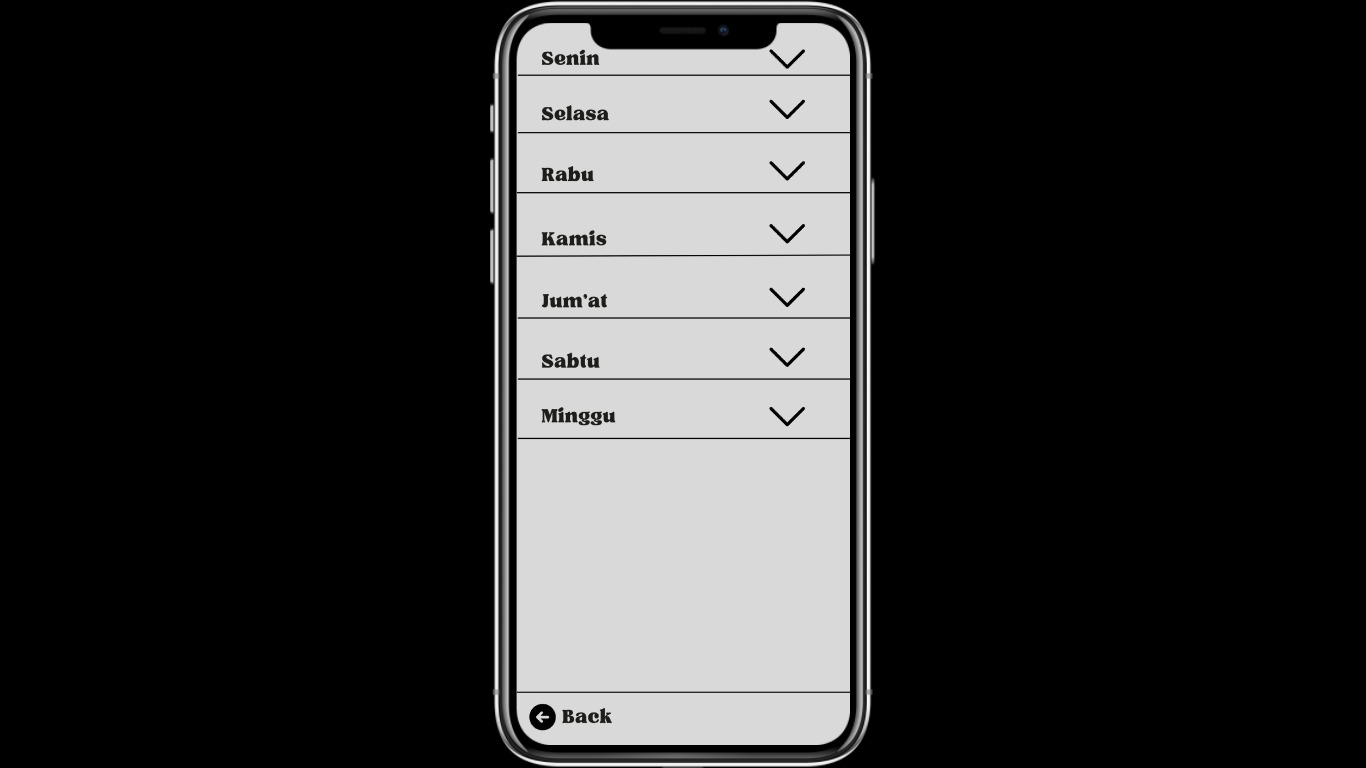 Senin
Selasa
Rabu
Kamis
Jum'at
Sabtu
Minggu
Back